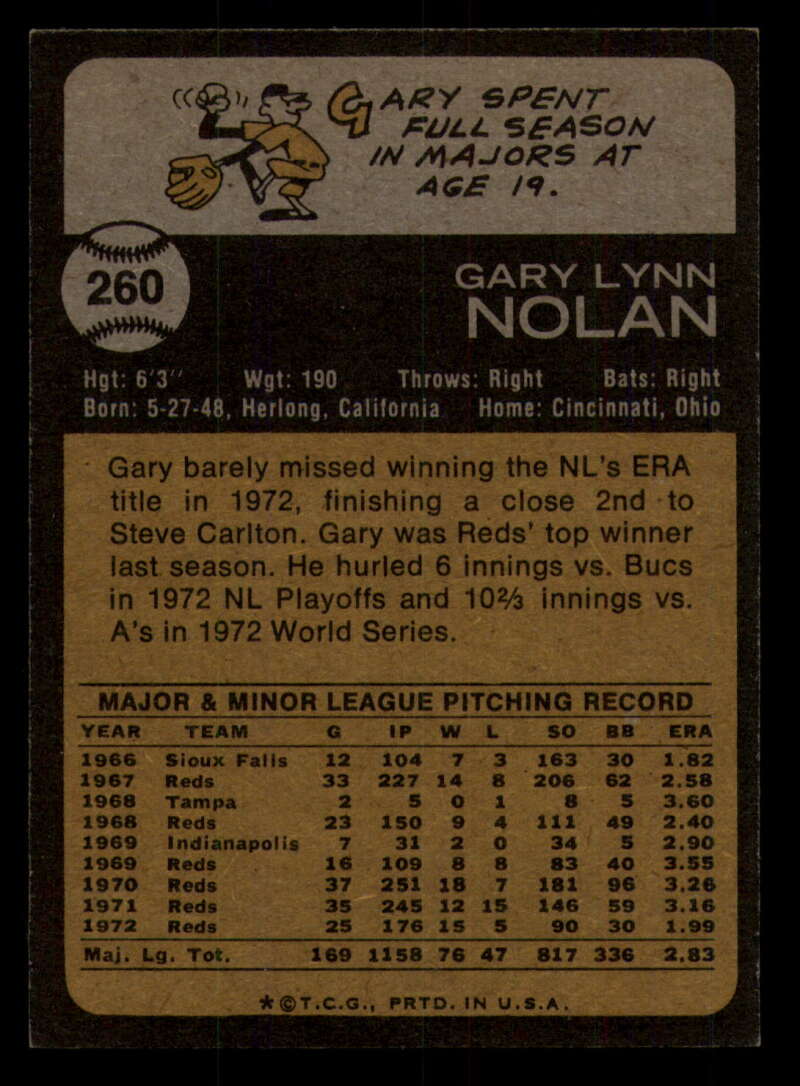 GARY SPENT
FULL SEASON
IN MAJORS AT
AGE 19.
260
GARY LYNN
NOLAN
Hgt: 6'3" Wgt: 190 Throws: Right Bats: Right
Born: 5-27-48, Herlong, California Home: Cincinnati, Ohio
Gary barely missed winning the NL's ERA
title in 1972, finishing a close 2nd to
Steve Carlton. Gary was Reds' top winner
last season. He hurled 6 innings vs. Bucs
in 1972 NL Playoffs and 10⅔ innings vs.
A's in 1972 World Series.
MAJOR & MINOR LEAGUE PITCHING RECORD
YEAR TEAM G IP W L SO BB ERA
1966 Sioux Falls 12 104 7 3 163 30 1.82
1967 Reds 33 227 14 8 206 62 2.58
1968 Tampa 2 5 0 1 8 5 3.60
1968 Reds 23 150 9 4 111 49 2.40
1969 Indianapolis 7 31 2 0 34 5 2.90
1969 Reds 16 109 8 8 83 40 3.55
1970 Reds 37 251 18 7 181 96 3.26
1971 Reds 35 245 12 15 146 59 3.16
1972 Reds 25 176 15 5 90 30 1.99
Maj. Lg. Tot. 169 1158 76 47 817 336 2.83
*©T.C.G., PRTD. IN U.S.A.